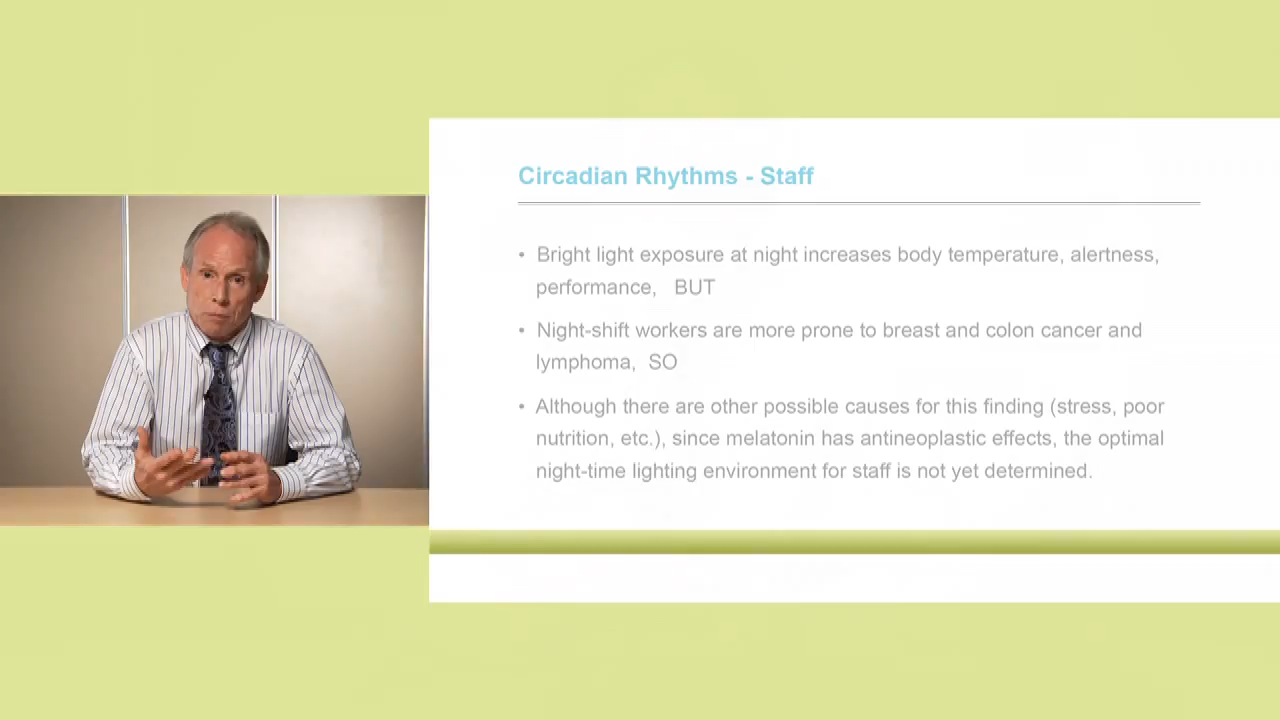 Circadian Rhythms - Staff
• Bright light exposure at night increases body temperature, alertness,
performance, BUT
• Night-shift workers are more prone to breast and colon cancer and
lymphoma, SO
• Although there are other possible causes for this finding (stress, poor
nutrition, etc.), since melatonin has antineoplastic effects, the optimal
night-time lighting environment for staff is not yet determined.